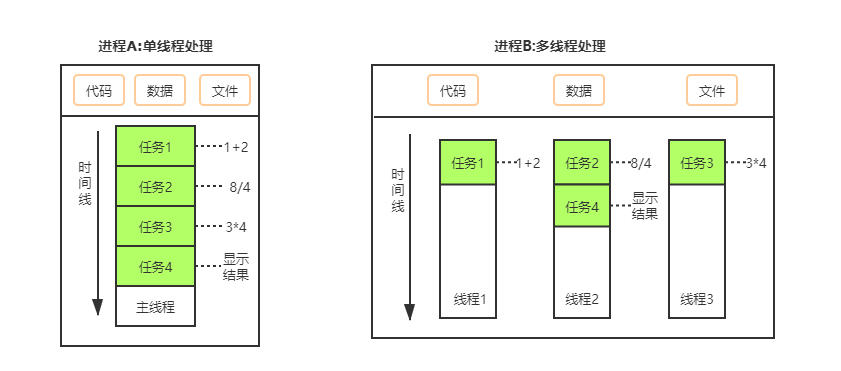 进程A:单线程处理
代码
数据
文件
时
间
线
任务1
1+2
任务2
8/4
任务3
3*4
任务4
显示
结果
主线程
进程B:多线程处理
代码
数据
文件
时
间
线
任务1
1+2
任务2
8/4
任务3
3*4
任务4
显示
结果
线程1
线程2
线程3